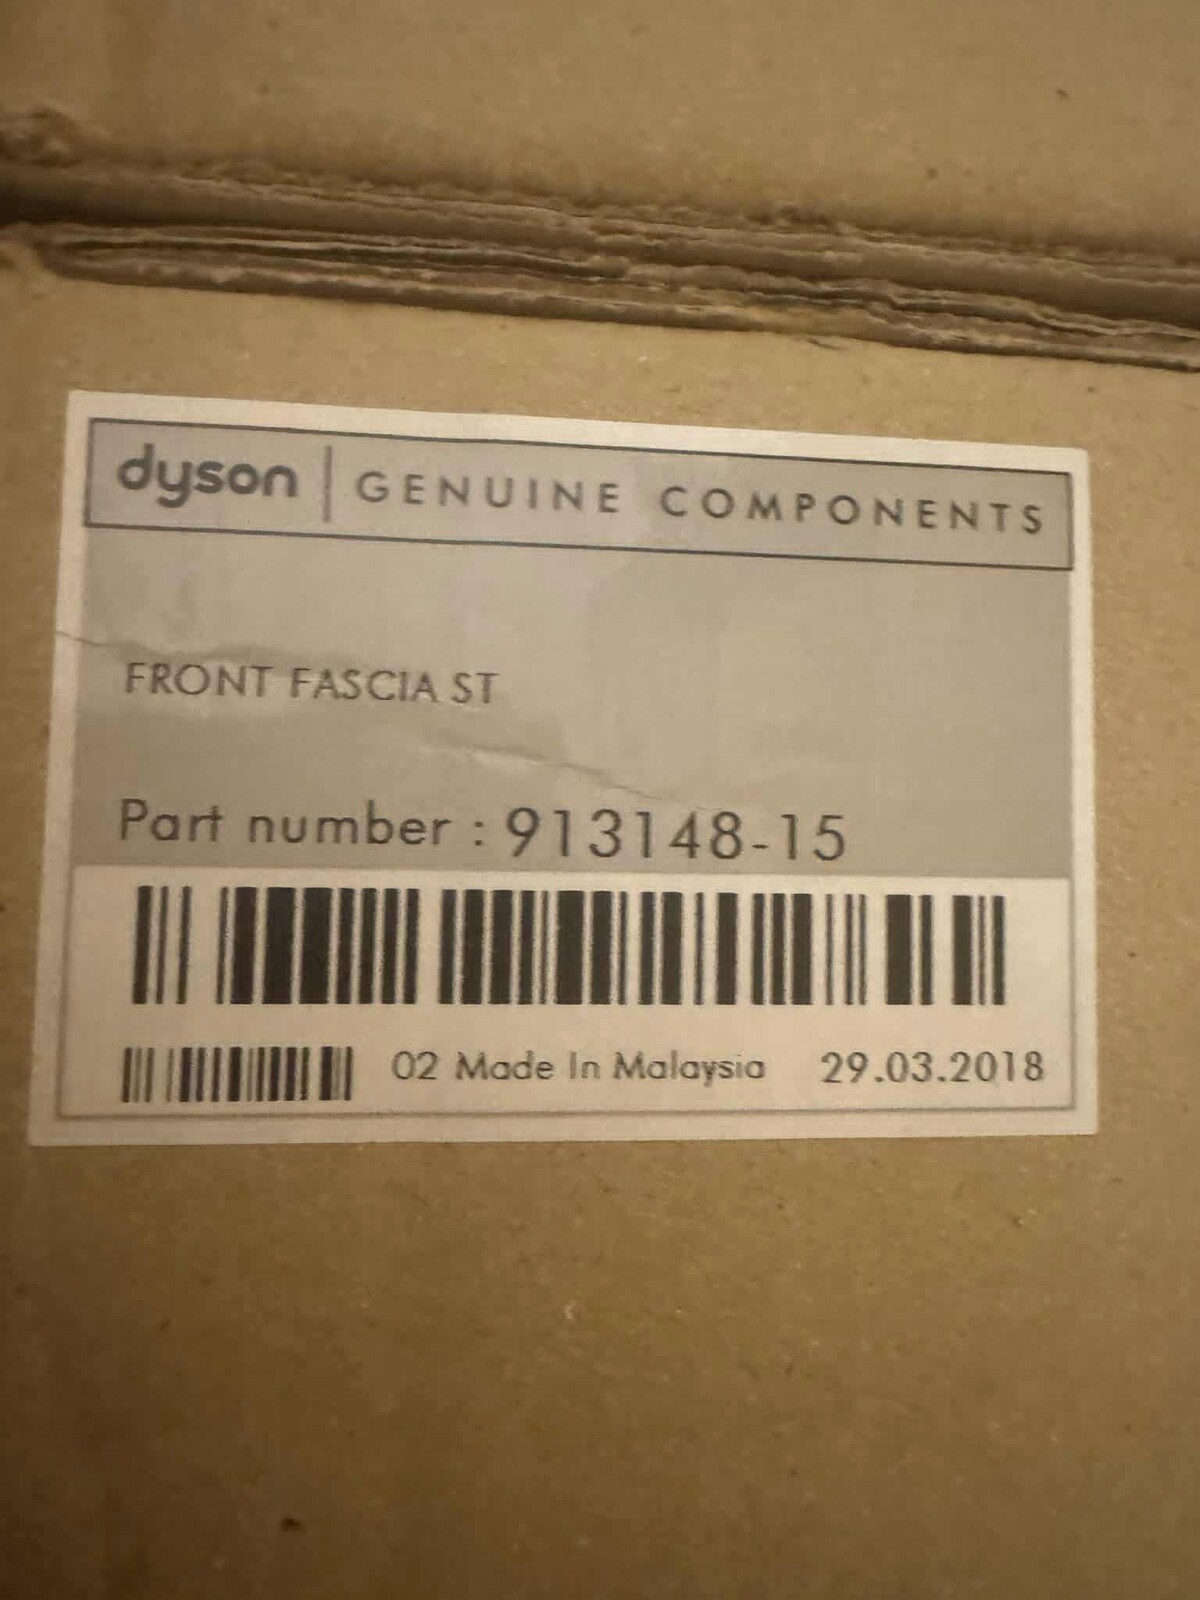 dyson | GENUINE COMPONENTS
FRONT FASCIA ST
Part number : 913148-15
02 Made In Malaysia 29.03.2018